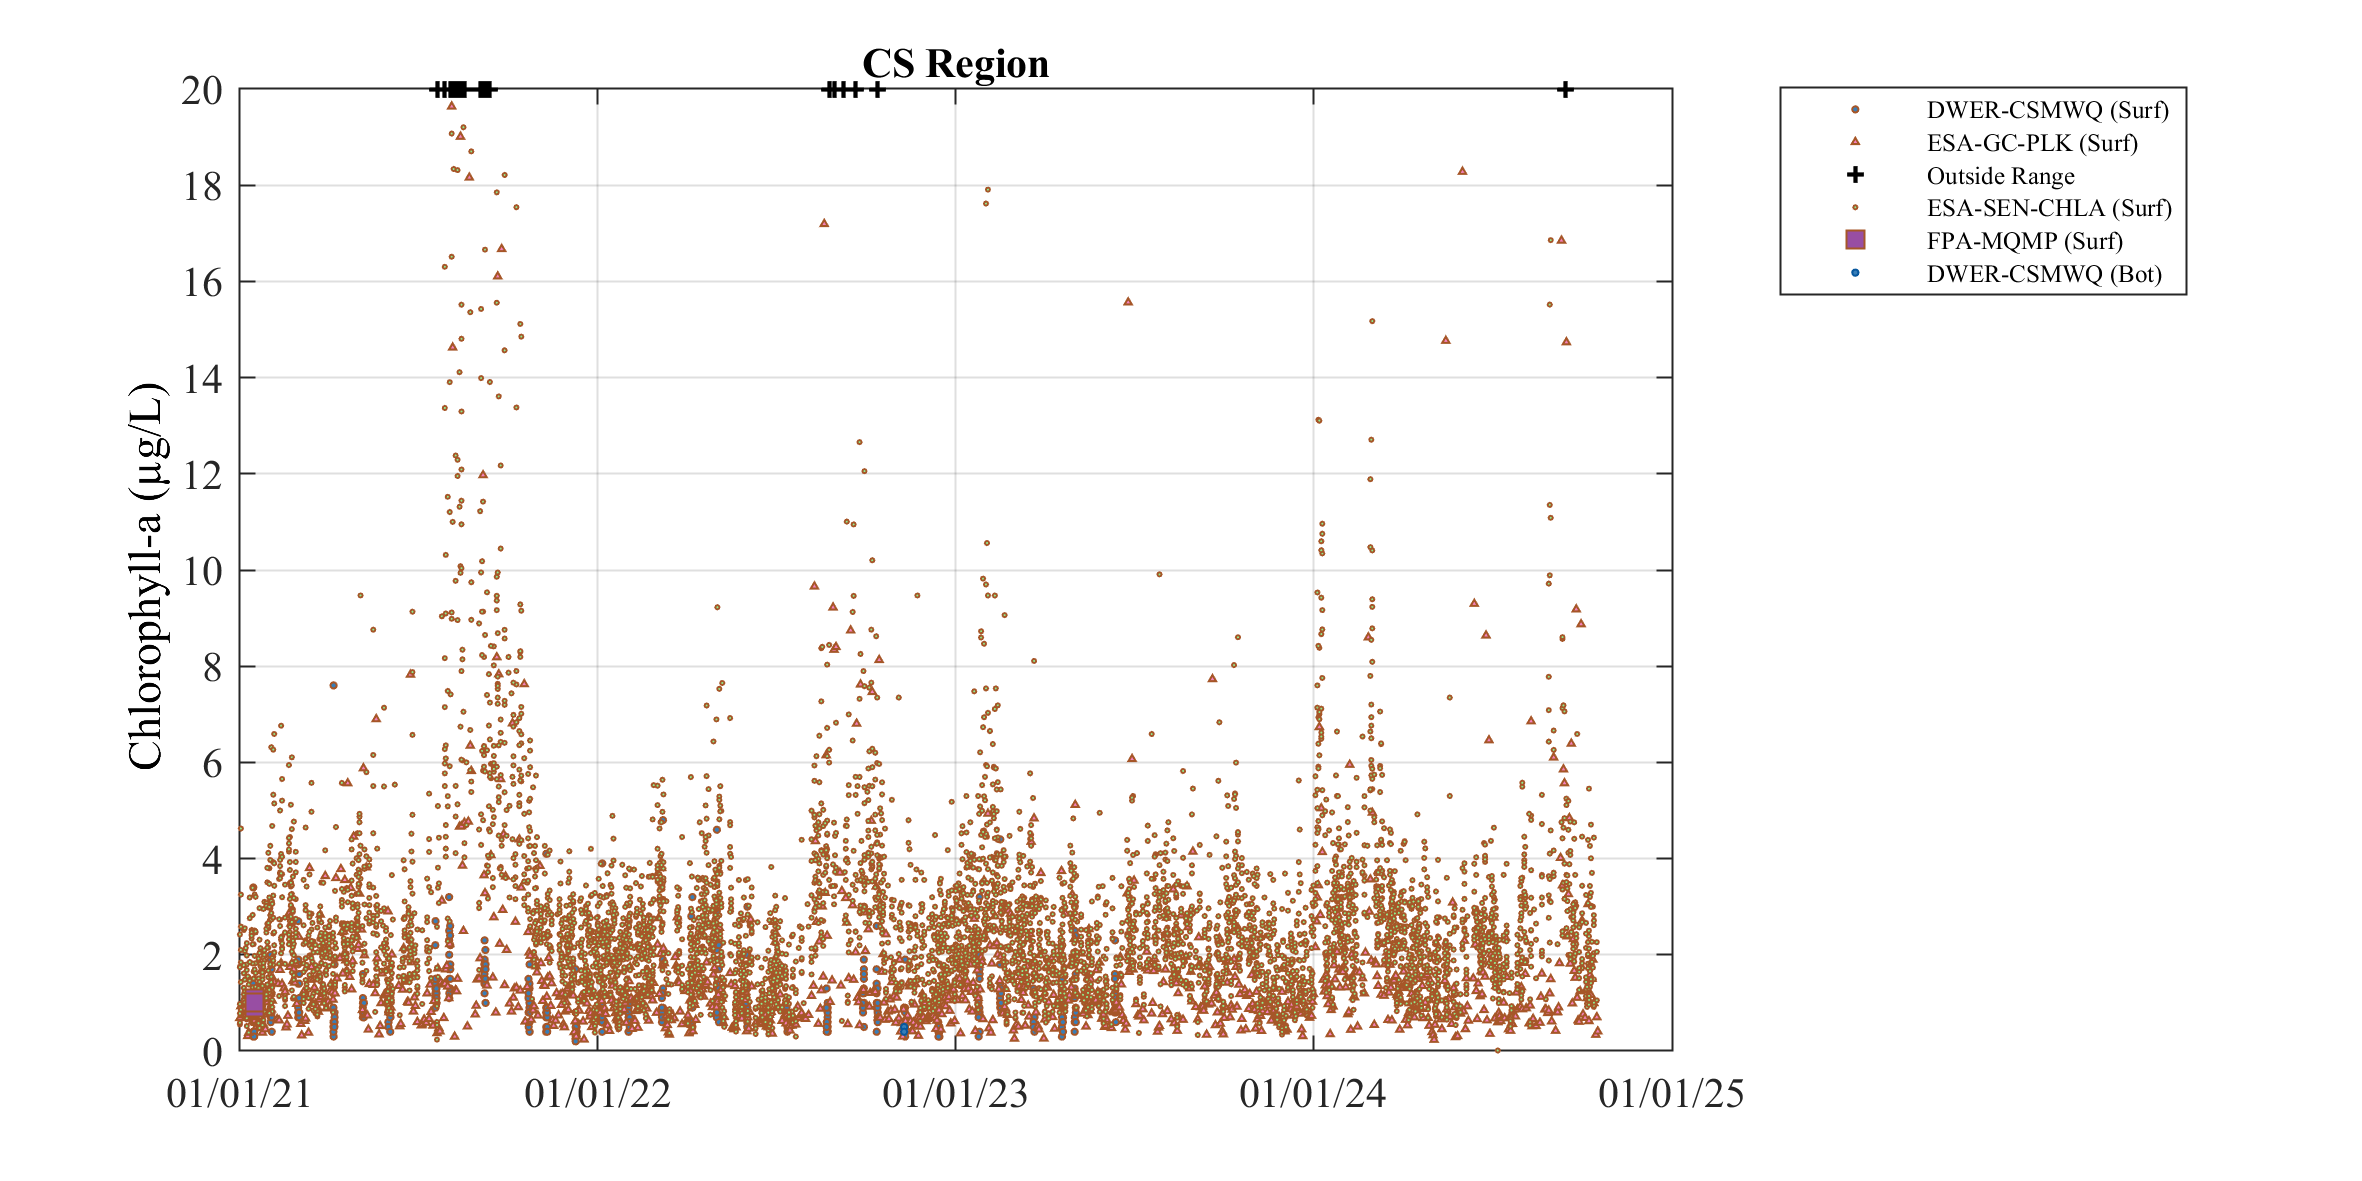 CS Region
Chlorophyll-a (µg/L)
20
18
16
14
12
10
8
6
4
2
0
01/01/21
01/01/22
01/01/23
01/01/24
01/01/25
DWER-CSMWQ (Surf)
ESA-GC-PLK (Surf)
Outside Range
ESA-SEN-CHLA (Surf)
FPA-MQMP (Surf)
DWER-CSMWQ (Bot)